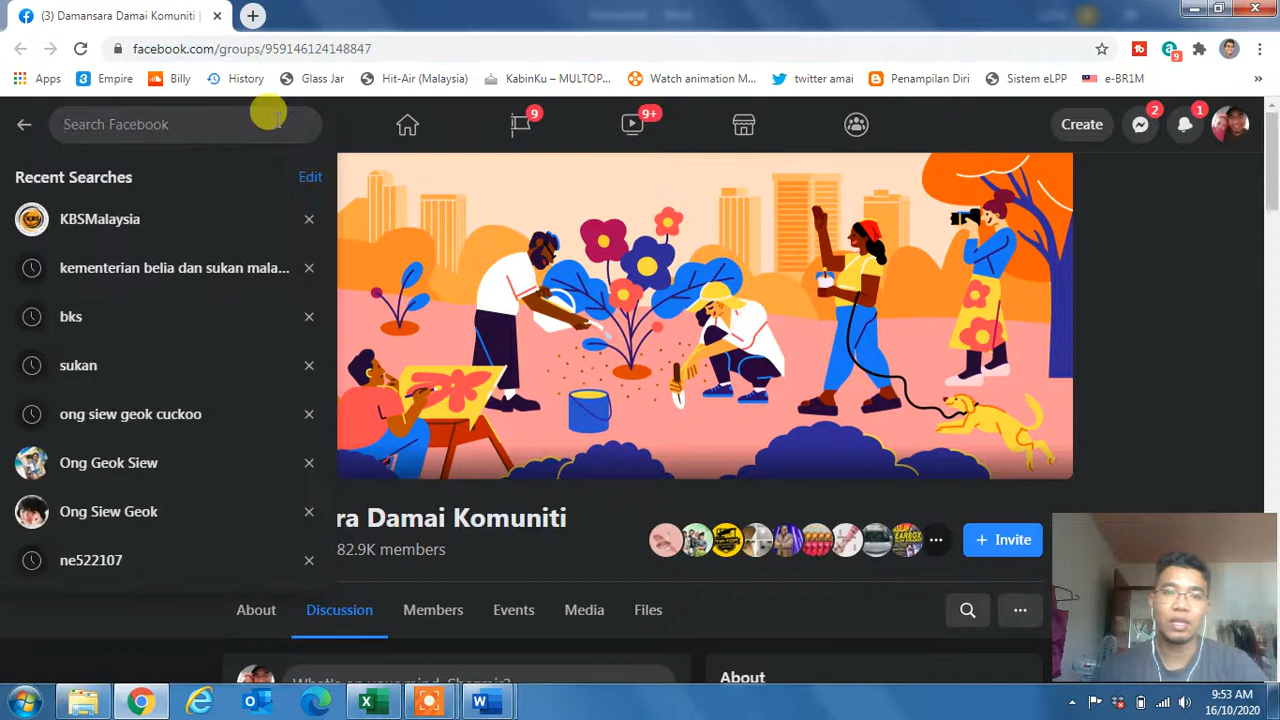 (3) Damansara Damai Komuniti |
facebook.com/groups/959146124148847
9
Apps
Empire
Billy
History
Glass Jar
Hit-Air (Malaysia)
KabinKu – MULTOP...
Watch animation M...
twitter amai
Penampilan Diri
Sistem eLPP
e-BR1M
»
Search Facebook
9
9+
Create
2
1
Recent Searches
Edit
KBSMalaysia
kementerian belia dan sukan mala...
bks
sukan
ong siew geok cuckoo
Ong Geok Siew
Ong Siew Geok
ne522107
ra Damai Komuniti
82.9K members
+ Invite
About
Discussion
Members
Events
Media
Files
About
9:53 AM
16/10/2020